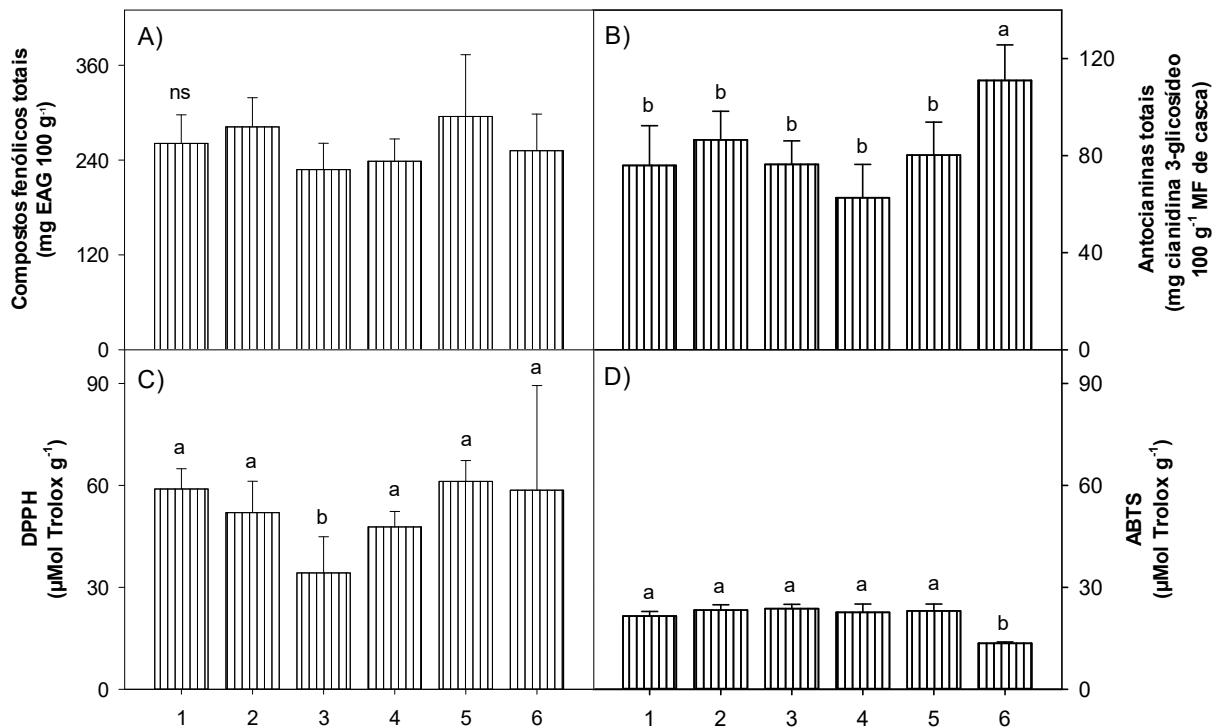 A)
Compostos fenólicos totais
(mg EAG 100 g⁻¹)
360
240
120
0
ns
B)
b
b
b
b
b
a
120
80
40
0
Antocianinas totais
(mg cianidina 3-glicosídeo
100 g⁻¹ MF de casca)
C)
DPPH
(µMol Trolox g⁻¹)
90
60
30
0
a
a
b
a
a
a
1 2 3 4 5 6
D)
a
a
a
a
a
b
90
60
30
0
ABTS
(µMol Trolox g⁻¹)
1 2 3 4 5 6